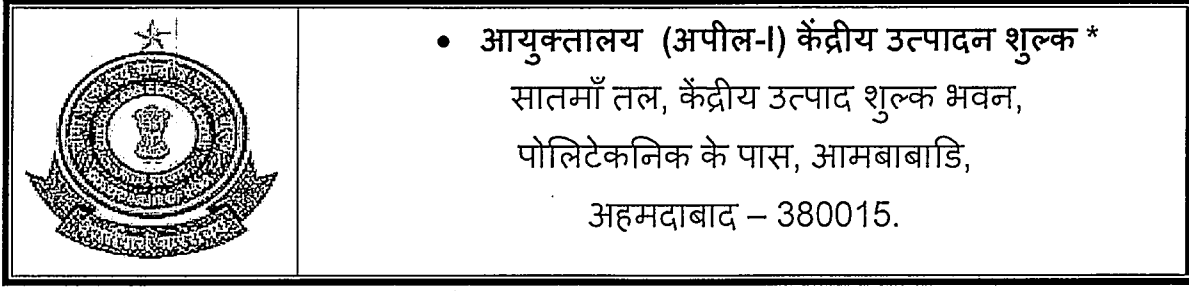 • आयुक्तालय (अपील-I) केंद्रीय उत्पादन शुल्क *
सातमाँ तल, केंद्रीय उत्पाद शुल्क भवन,
पोलिटेकनिक के पास, आमबाबाडि,
अहमदाबाद – 380015.